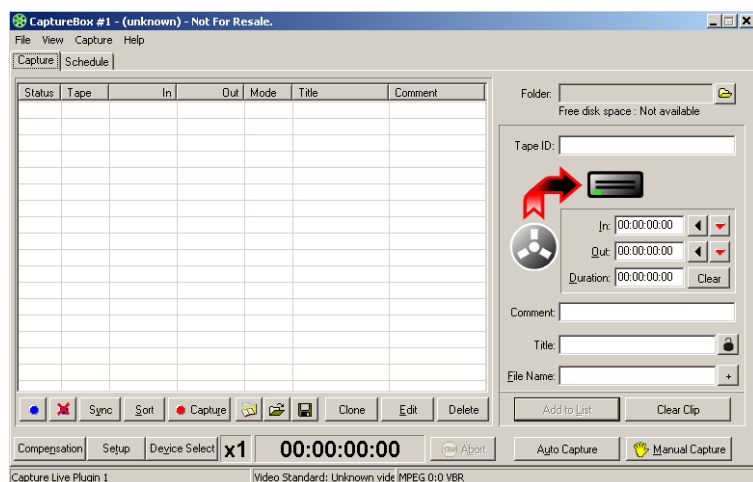 CaptureBox #1 - (unknown) - Not For Resale.
File View Capture Help
Capture Schedule
Status Tape In Out Mode Title Comment
Folder:
Free disk space : Not available
Tape ID:
In: 00:00:00:00
Out: 00:00:00:00
Duration: 00:00:00:00 Clear
Comment:
Title:
File Name: +
Sync Sort Capture Clone Edit Delete
Add to List Clear Clip
Compensation Setup Device Select x1 00:00:00:00 Abort Auto Capture Manual Capture
Capture Live Plugin 1 Video Standard: Unknown vide MPEG 0:0 VBR